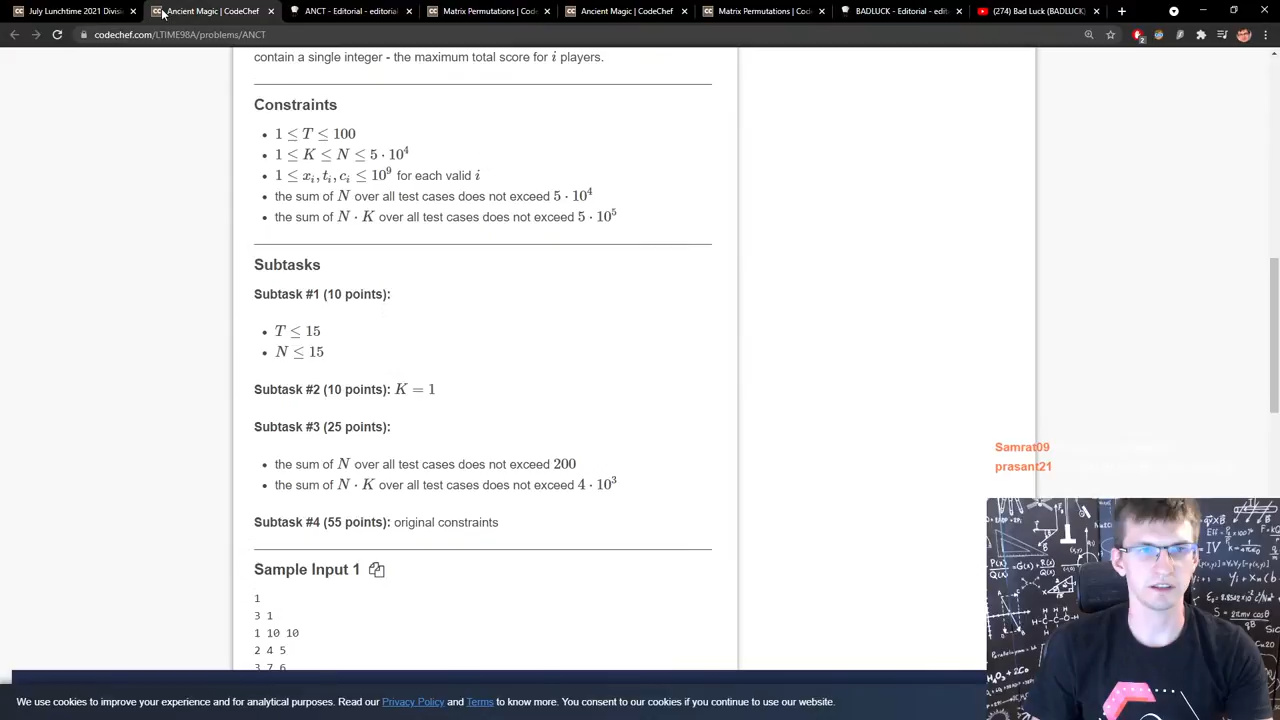 July Lunchtime 2021 Divisi
Ancient Magic | CodeChef
ANCT - Editorial
Matrix Permutations | CodeC
Ancient Magic | CodeChef
Matrix Permutations | CodeC
BADLUCK - editorial
(274) Bad Luck (BADLUCK)
codechef.com/LTIME98A/problems/ANCT
contain a single integer - the maximum total score for i players.
Constraints
• 1 ≤ T ≤ 100
• 1 ≤ K ≤ N ≤ 5 · 10⁴
• 1 ≤ xᵢ, tᵢ, cᵢ ≤ 10⁹ for each valid i
• the sum of N over all test cases does not exceed 5 · 10⁴
• the sum of N · K over all test cases does not exceed 5 · 10⁵
Subtasks
Subtask #1 (10 points):
• T ≤ 15
• N ≤ 15
Subtask #2 (10 points): K = 1
Subtask #3 (25 points):
• the sum of N over all test cases does not exceed 200
• the sum of N · K over all test cases does not exceed 4 · 10³
Subtask #4 (55 points): original constraints
Sample Input 1
1
3 1
1 10 10
2 4 5
3 7 6
Samrat09
prasant21
We use cookies to improve your experience and for analytical purposes. Read our Privacy Policy and Terms to know more. You consent to our cookies if you continue to use our website.